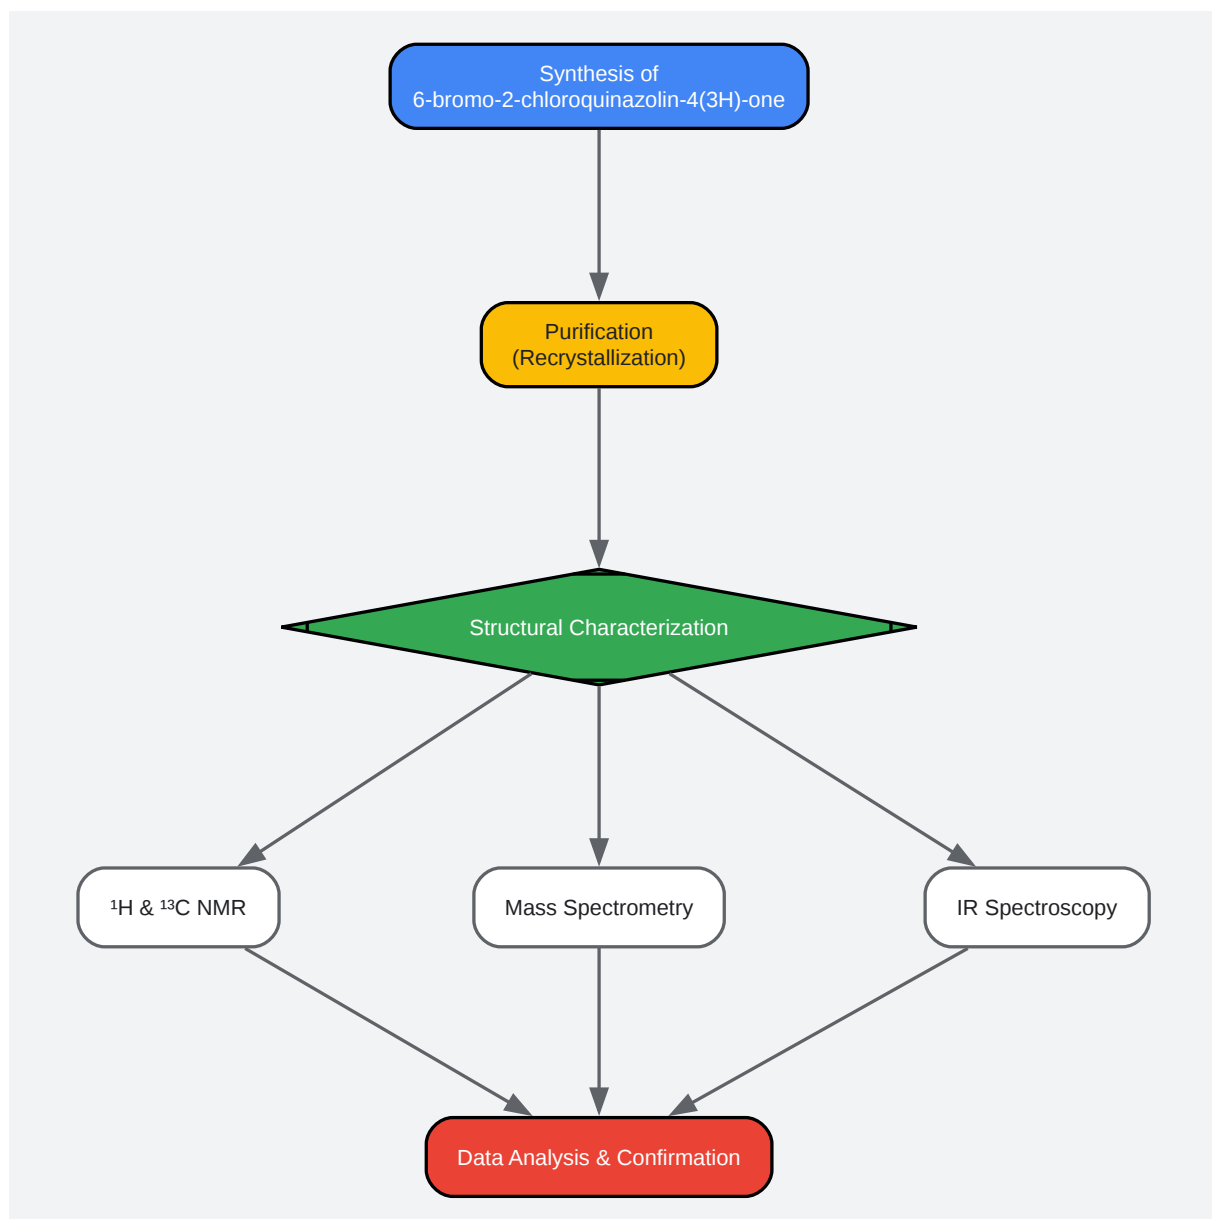 Synthesis of
6-bromo-2-chloroquinazolin-4(3H)-one
Purification
(Recrystallization)
Structural Characterization
¹H & ¹³C NMR
Mass Spectrometry
IR Spectroscopy
Data Analysis & Confirmation